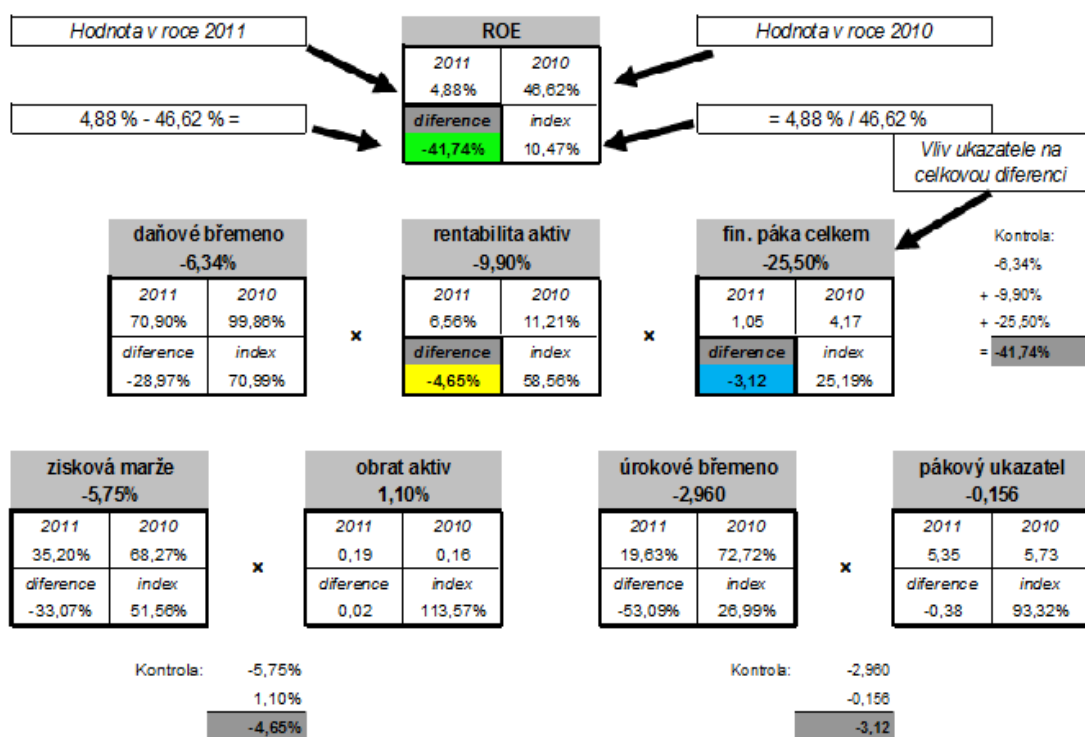 Hodnota v roce 2011
ROE
Hodnota v roce 2010
2011 2010
4,88% 46,62%
4,88 % - 46,62 % =
diference index
= 4,88 % / 46,62 %
-41,74% 10,47%
Vliv ukazatele na
celkovou diferenci
daňové břemeno
-6,34%
2011 2010
70,90% 99,86%
diference index
-28,97% 70,99%
×
rentabilita aktiv
-9,90%
2011 2010
6,56% 11,21%
diference index
-4,65% 58,56%
×
fin. páka celkem
-25,50%
2011 2010
1,05 4,17
diference index
-3,12 25,19%
Kontrola:
-6,34%
+ -9,90%
+ -25,50%
= -41,74%
zisková marže
-5,75%
2011 2010
35,20% 68,27%
diference index
-33,07% 51,56%
×
obrat aktiv
1,10%
2011 2010
0,19 0,16
diference index
0,02 113,57%
úrokové břemeno
-2,960
2011 2010
19,63% 72,72%
diference index
-53,09% 26,99%
×
pákový ukazatel
-0,156
2011 2010
5,35 5,73
diference index
-0,38 93,32%
Kontrola: -5,75%
1,10%
-4,65%
Kontrola: -2,960
-0,156
-3,12